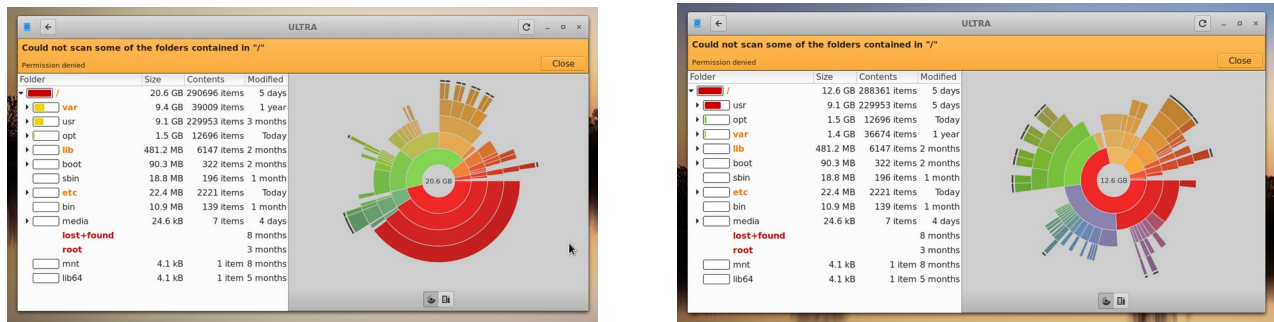 ULTRA
Could not scan some of the folders contained in "/"
Permission denied
Close
Folder Size Contents Modified
/ 20.6 GB 290696 items 5 days
var 9.4 GB 39009 items 1 year
usr 9.1 GB 229953 items 3 months
opt 1.5 GB 12696 items Today
lib 481.2 MB 6147 items 2 months
boot 90.3 MB 322 items 2 months
sbin 18.8 MB 196 items 1 month
etc 22.4 MB 2221 items Today
bin 10.9 MB 139 items 1 month
media 24.6 kB 7 items 4 days
lost+found 8 months
root 3 months
mnt 4.1 kB 1 item 8 months
lib64 4.1 kB 1 item 5 months
20.6 GB
ULTRA
Could not scan some of the folders contained in "/"
Permission denied
Close
Folder Size Contents Modified
/ 12.6 GB 288361 items 5 days
usr 9.1 GB 229953 items 5 days
opt 1.5 GB 12696 items Today
var 1.4 GB 36674 items 1 year
lib 481.2 MB 6147 items 2 months
boot 90.3 MB 322 items 2 months
sbin 18.8 MB 196 items 1 month
etc 22.4 MB 2221 items Today
bin 10.9 MB 139 items 1 month
media 24.6 kB 7 items 4 days
lost+found 8 months
root 3 months
mnt 4.1 kB 1 item 8 months
lib64 4.1 kB 1 item 5 months
12.6 GB